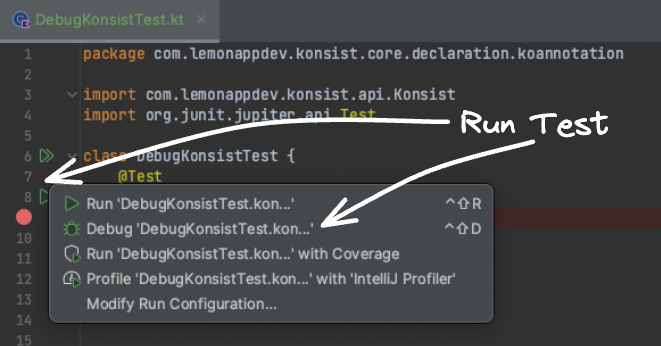 DebugKonsistTest.kt
1 package com.lemonappdev.konsist.core.declaration.koannotation
2
3 import com.lemonappdev.konsist.api.Konsist
4 import org.junit.jupiter.api.Test
5
Run Test
6 class DebugKonsistTest {
7 @Test
8
Run 'DebugKonsistTest.kon...' ^⇧R
Debug 'DebugKonsistTest.kon...' ^⇧D
10
Run 'DebugKonsistTest.kon...' with Coverage
11
Profile 'DebugKonsistTest.kon...' with 'IntelliJ Profiler'
12
13
Modify Run Configuration...
14
15